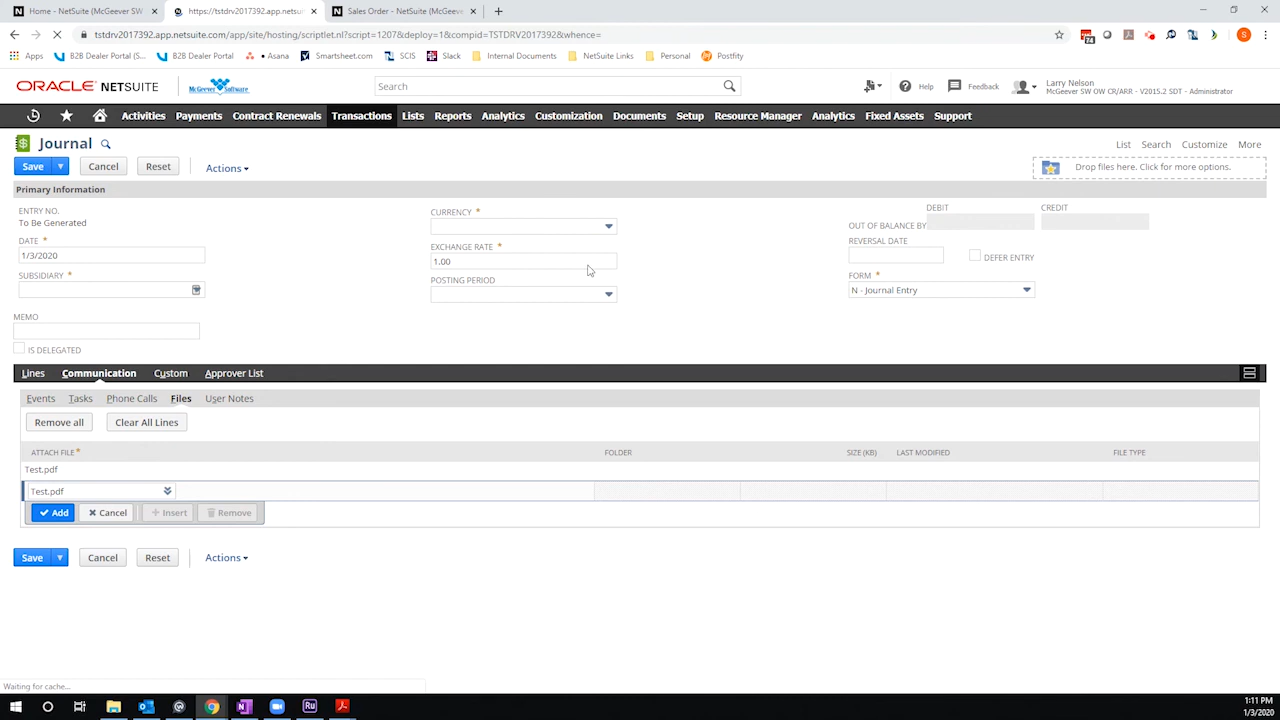 Home - NetSuite (McGeever SW
https://tstdrv2017392.app.netsui
Sales Order - NetSuite (McGeeve
tstdrv2017392.app.netsuite.com/app/site/hosting/scriptlet.nl?script=1207&deploy=1&compid=TSTDRV2017392&whence=
74
S
Apps
B2B Dealer Portal (S...
B2B Dealer Portal
Asana
Smartsheet.com
SCIS
Slack
Internal Documents
NetSuite Links
Personal
Postfity
ORACLE NETSUITE
McGeever Software
Search
Help
Feedback
Larry Nelson
McGeever SW OW CR/ARR - V2015.2 SDT - Administrator
Activities Payments Contract Renewals Transactions Lists Reports Analytics Customization Documents Setup Resource Manager Analytics Fixed Assets Support
Journal
List Search Customize More
Save Cancel Reset Actions
Drop files here. Click for more options.
Primary Information
ENTRY NO.
To Be Generated
DATE *
1/3/2020
SUBSIDIARY *
MEMO
IS DELEGATED
CURRENCY *
EXCHANGE RATE *
1.00
POSTING PERIOD
DEBIT
CREDIT
OUT OF BALANCE BY
REVERSAL DATE
DEFER ENTRY
FORM *
N - Journal Entry
Lines Communication Custom Approver List
Events Tasks Phone Calls Files User Notes
Remove all Clear All Lines
ATTACH FILE * FOLDER SIZE (KB) LAST MODIFIED FILE TYPE
Test.pdf
Test.pdf
Add Cancel Insert Remove
Save Cancel Reset Actions
Waiting for cache...
1:11 PM
1/3/2020